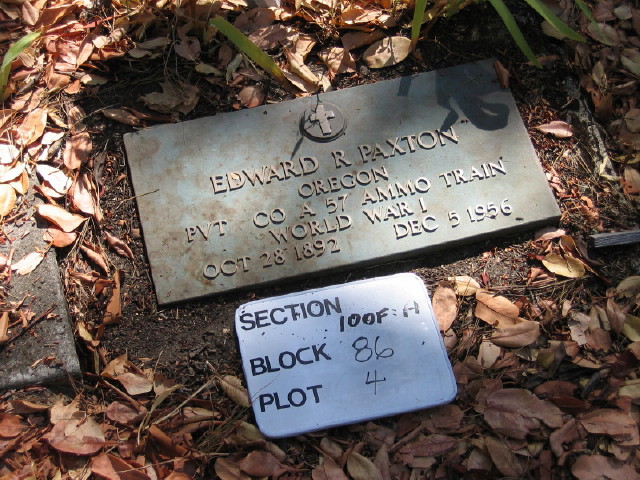 EDWARD R PAXTON
OREGON
PVT CO A 57 AMMO TRAIN
WORLD WAR I
OCT 28 1892 DEC 5 1956
SECTION IOOF:A
BLOCK 86
PLOT 4